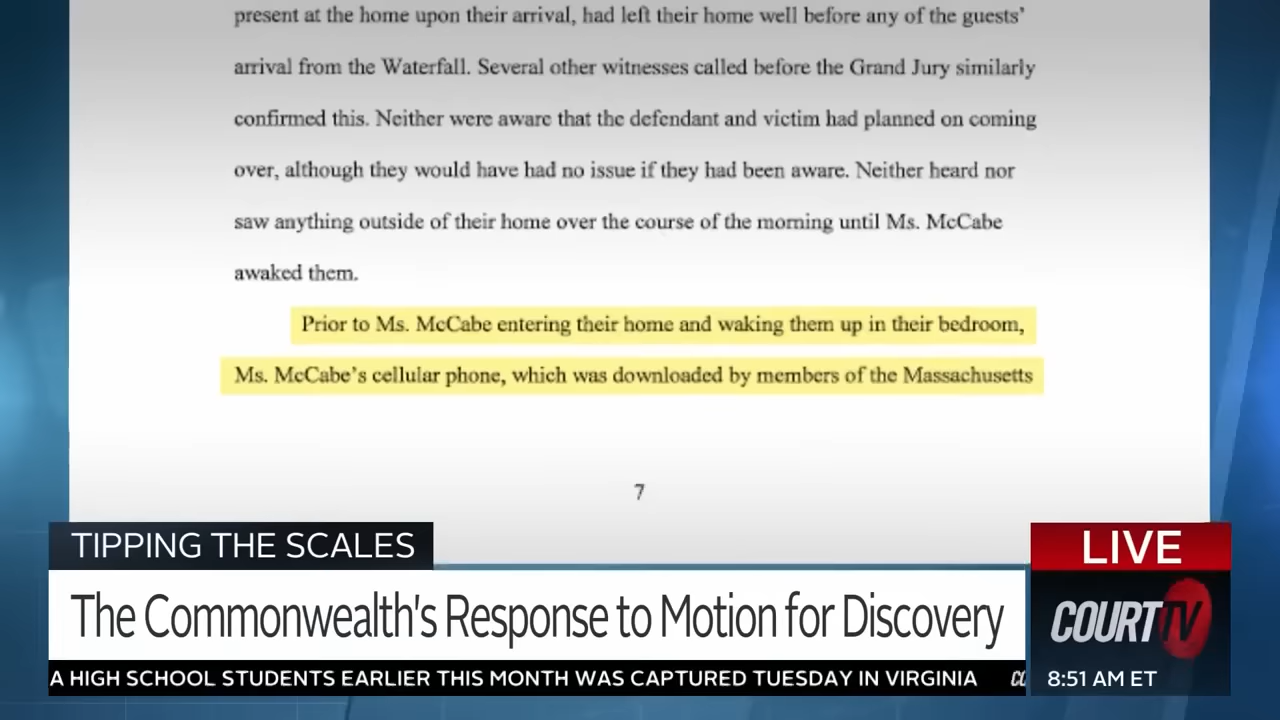 present at the home upon their arrival, had left their home well before any of the guests'
arrival from the Waterfall. Several other witnesses called before the Grand Jury similarly
confirmed this. Neither were aware that the defendant and victim had planned on coming
over, although they would have had no issue if they had been aware. Neither heard nor
saw anything outside of their home over the course of the morning until Ms. McCabe
awaked them.
Prior to Ms. McCabe entering their home and waking them up in their bedroom,
Ms. McCabe's cellular phone, which was downloaded by members of the Massachusetts
7
TIPPING THE SCALES
LIVE
The Commonwealth's Response to Motion for Discovery
COURT TV
A HIGH SCHOOL STUDENTS EARLIER THIS MONTH WAS CAPTURED TUESDAY IN VIRGINIA
8:51 AM ET